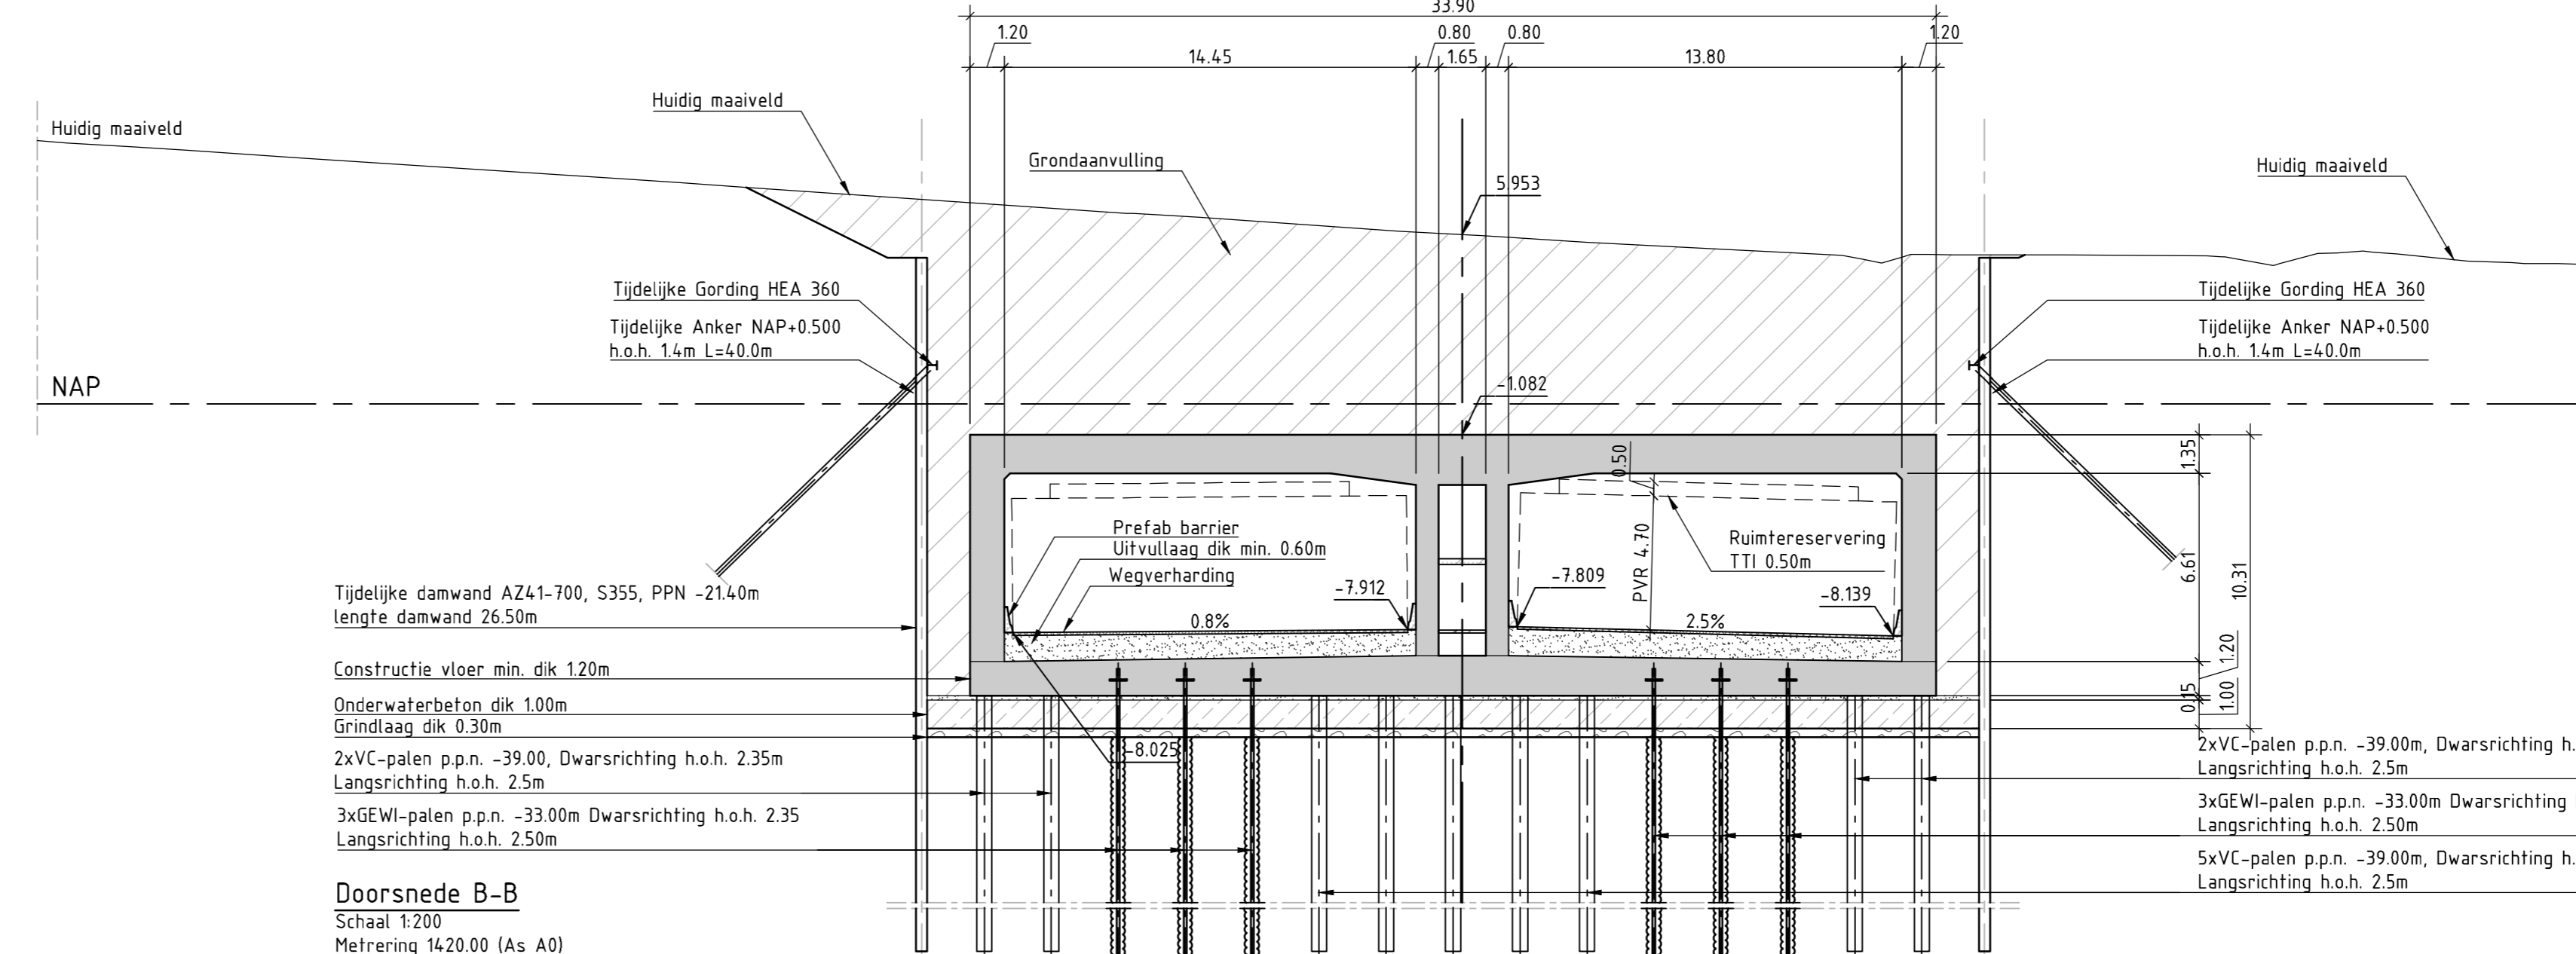 33.90
1.20
0.80
0.80
1.20
14.45
1.65
13.80
Huidig maaiveld
Huidig maaiveld
Grondaanvulling
5.953
Huidig maaiveld
Tijdelijke Gording HEA 360
Tijdelijke Anker NAP+0.500
h.o.h. 1.4m L=40.0m
Tijdelijke Gording HEA 360
Tijdelijke Anker NAP+0.500
h.o.h. 1.4m L=40.0m
NAP
-1.082
0.50
1.35
Prefab barrier
Uitvullaag dik min. 0.60m
Wegverharding
PVR 4.70
Ruimtereservering
TTI 0.50m
6.61
10.31
-7.912
-7.809
-8.139
0.8%
2.5%
Tijdelijke damwand AZ41-700, S355, PPN -21.40m
lengte damwand 26.50m
Constructie vloer min. dik 1.20m
1.20
0.15
1.00
Onderwaterbeton dik 1.00m
Grindlaag dik 0.30m
-8.025
2xVC-palen p.p.n. -39.00, Dwarsrichting h.o.h. 2.35m
Langsrichting h.o.h. 2.5m
3xGEWI-palen p.p.n. -33.00m Dwarsrichting h.o.h. 2.35
Langsrichting h.o.h. 2.50m
2xVC-palen p.p.n. -39.00m, Dwarsrichting h.
Langsrichting h.o.h. 2.5m
3xGEWI-palen p.p.n. -33.00m Dwarsrichting
Langsrichting h.o.h. 2.50m
5xVC-palen p.p.n. -39.00m, Dwarsrichting h.
Langsrichting h.o.h. 2.5m
Doorsnede B-B
Schaal 1:200
Metrering 1420.00 (As A0)